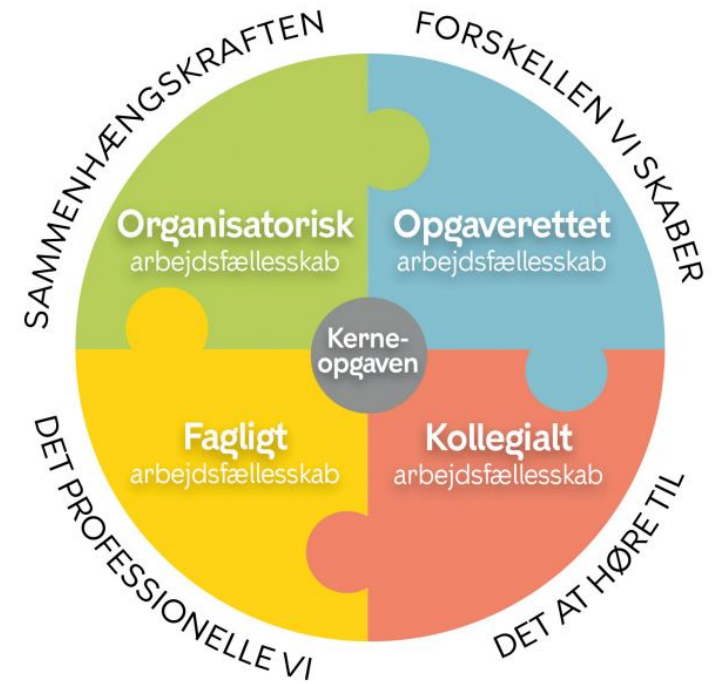 SAMMENHÆNGSKRAFTEN
FORSKELLEN VI SKABER
Organisatorisk
arbejdsfællesskab
Opgaverettet
arbejdsfællesskab
Kerne-
opgaven
Fagligt
arbejdsfællesskab
Kollegialt
arbejdsfællesskab
DET PROFESSIONELLE VI
DET AT HØRE TIL